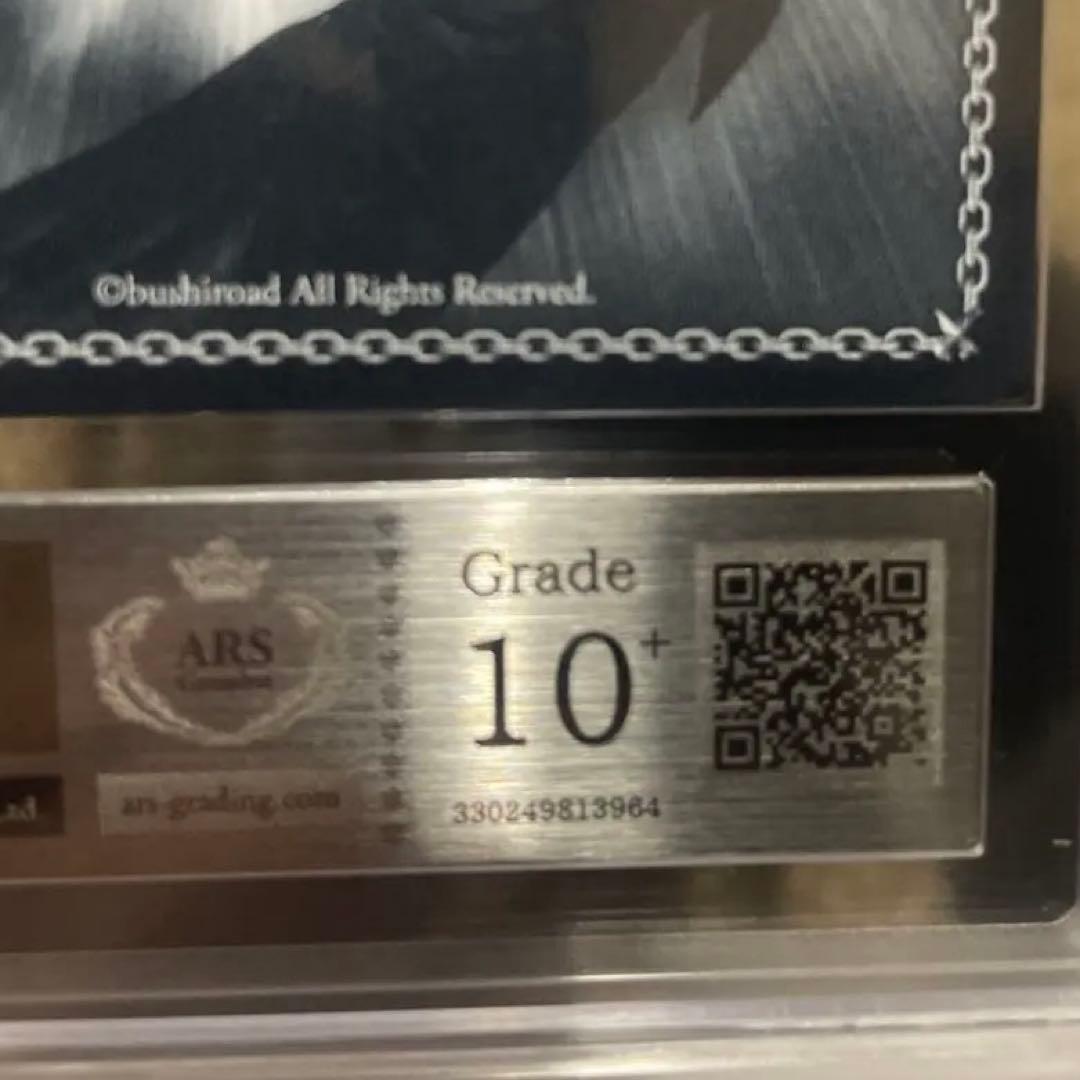 ©bushiroad All Rights Reserved.
ARS
ars-grading.com
Grade
10+
330249813964